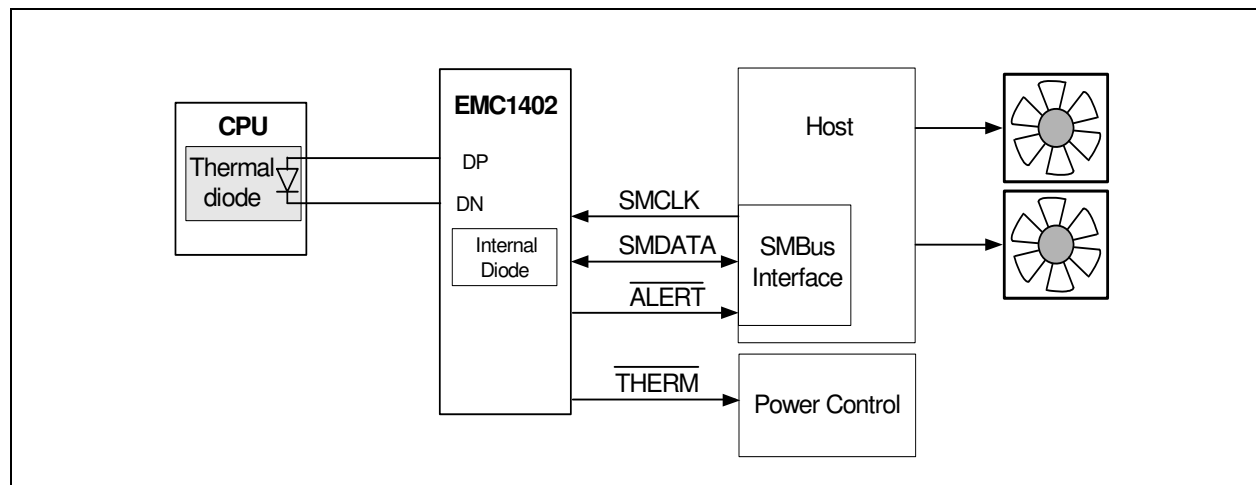 CPU
Thermal
diode
EMC1402
DP
DN
Internal
Diode
SMCLK
SMDATA
ALERT
THERM
Host
SMBus
Interface
Power Control